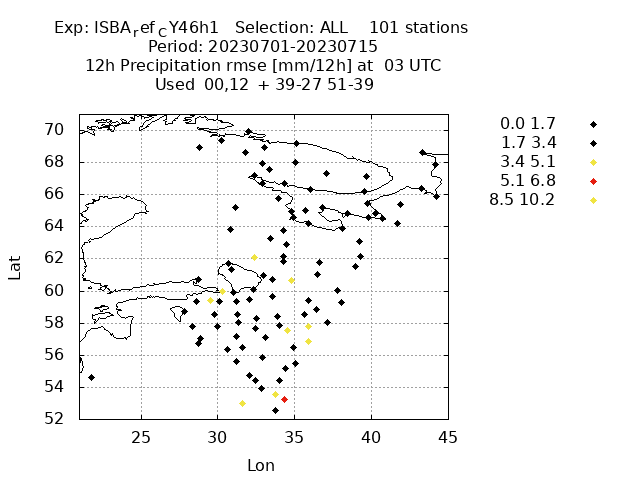 Exp: ISBA_ref_CY46h1 Selection: ALL 101 stations
Period: 20230701-20230715
12h Precipitation rmse [mm/12h] at 03 UTC
Used 00,12 + 39-27 51-39
0.0 1.7
1.7 3.4
3.4 5.1
5.1 6.8
8.5 10.2
70
68
66
64
62
60
58
56
54
52
Lat
25 30 35 40 45
Lon